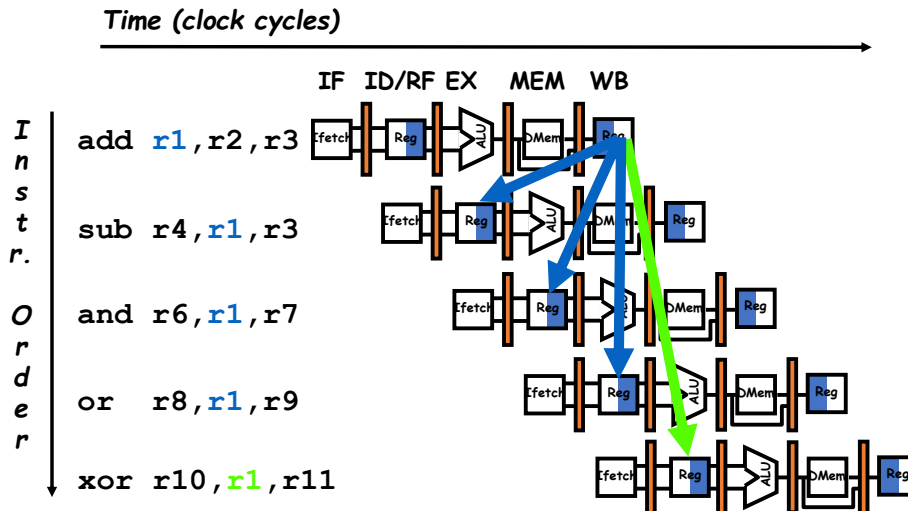 Time (clock cycles)
IF ID/RF EX MEM WB
Instr. Order
add r1,r2,r3 Ifetch Reg ALU DMem Reg
sub r4,r1,r3 Ifetch Reg ALU DMem Reg
and r6,r1,r7 Ifetch Reg ALU DMem Reg
or r8,r1,r9 Ifetch Reg ALU DMem Reg
xor r10,r1,r11 Ifetch Reg ALU DMem Reg